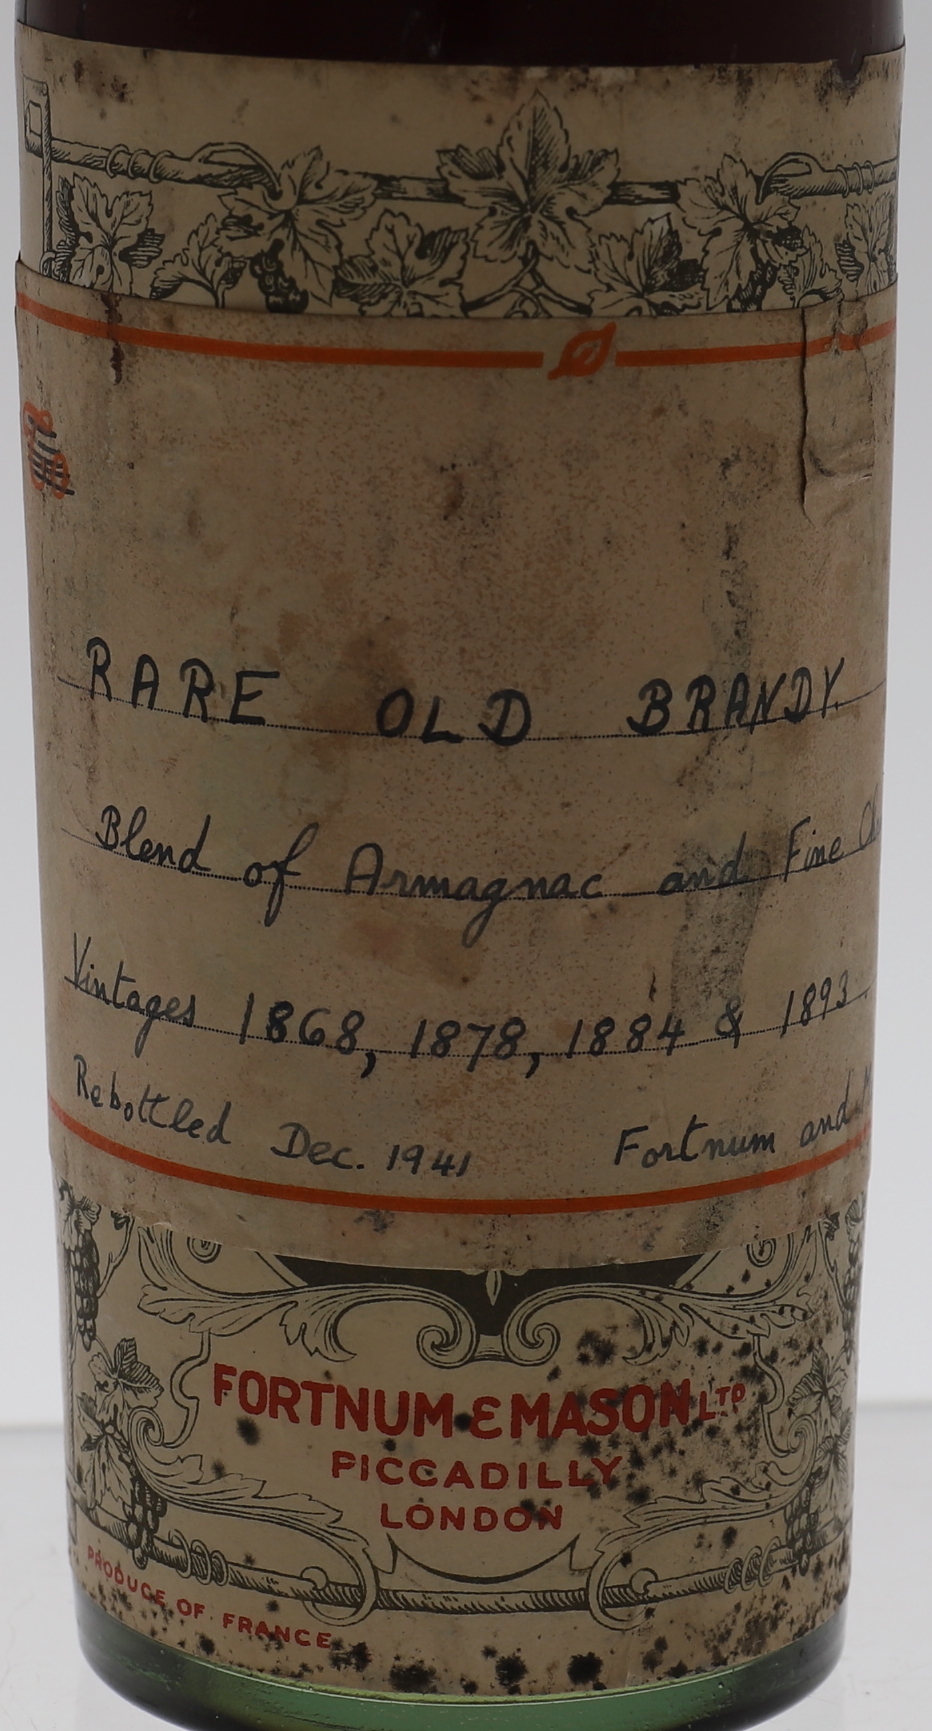 RARE OLD BRANDY.
Blend of Armagnac and Fine
Vintages 1868, 1878, 1884 & 1893.
Rebottled Dec. 1941 Fortnum and
FORTNUM & MASON LTD
PICCADILLY
LONDON
PRODUCE OF FRANCE